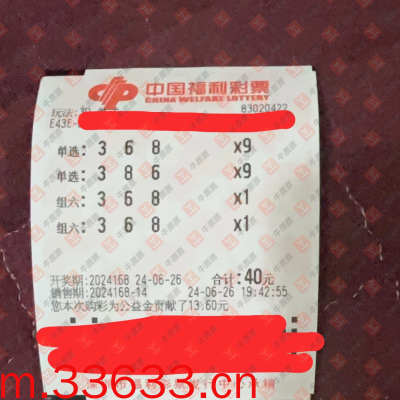 中国福利彩票
CHINA WELFARE LOTTERY
玩法: 83020422
E43E-
单选: 3 6 8 x9
单选: 3 8 6 x9
组六: 3 6 8 x1
组六: 3 6 8 x1
开奖期:2024168 24-06-26 合计:40元
销售期:2024168-14 24-06-26 19:42:55
您本次购彩为公益金贡献了13.60元
m.33633.cn